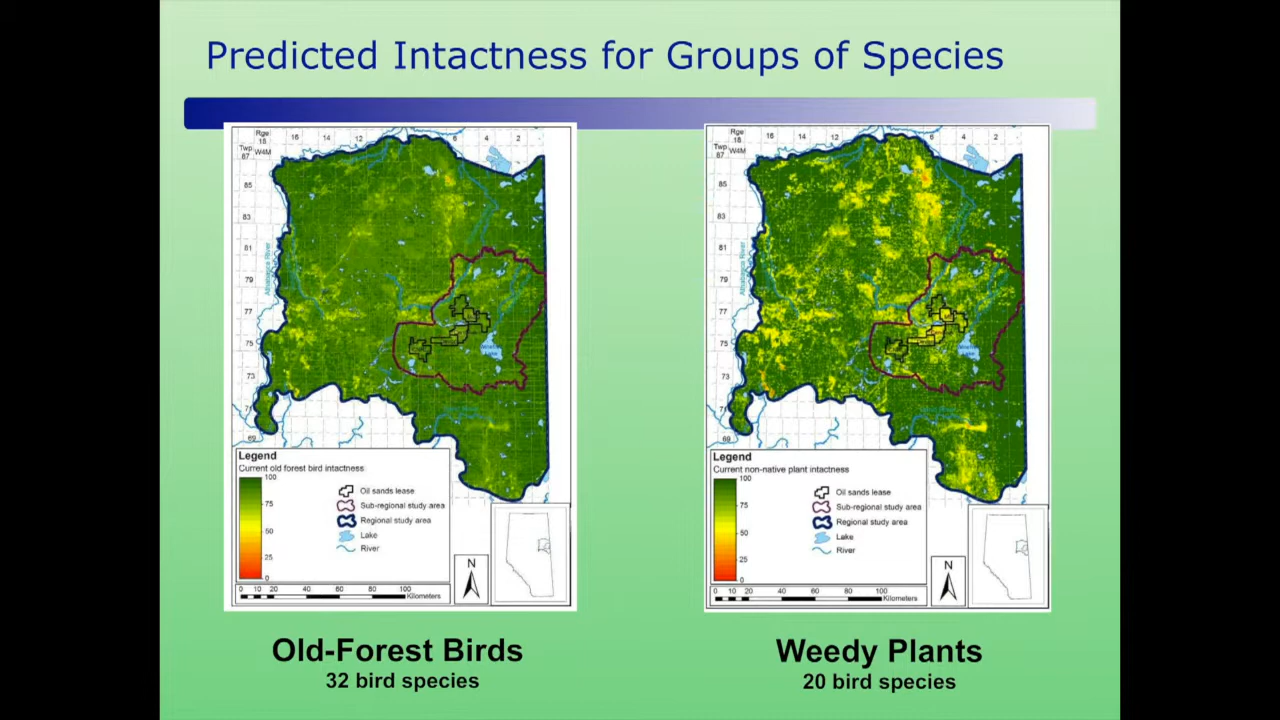 Predicted Intactness for Groups of Species
Rge
18 16 14 12 6 4 2
Twp
87 W4M
85
83
81
79
77
75
73
71
69
Athabasca River
Legend
Current old forest bird intactness
100
75
50
25
0
Oil sands lease
Sub-regional study area
Regional study area
Lake
River
N
0 10 20 40 60 80 100
Kilometers
Rge
18 16 14 12 6 4 2
Twp
87 W4M
85
83
81
79
77
75
73
71
69
Athabasca River
Legend
Current non-native plant intactness
100
75
50
25
0
Oil sands lease
Sub-regional study area
Regional study area
Lake
River
N
0 10 20 40 60 80 100
Kilometers
Old-Forest Birds
32 bird species
Weedy Plants
20 bird species